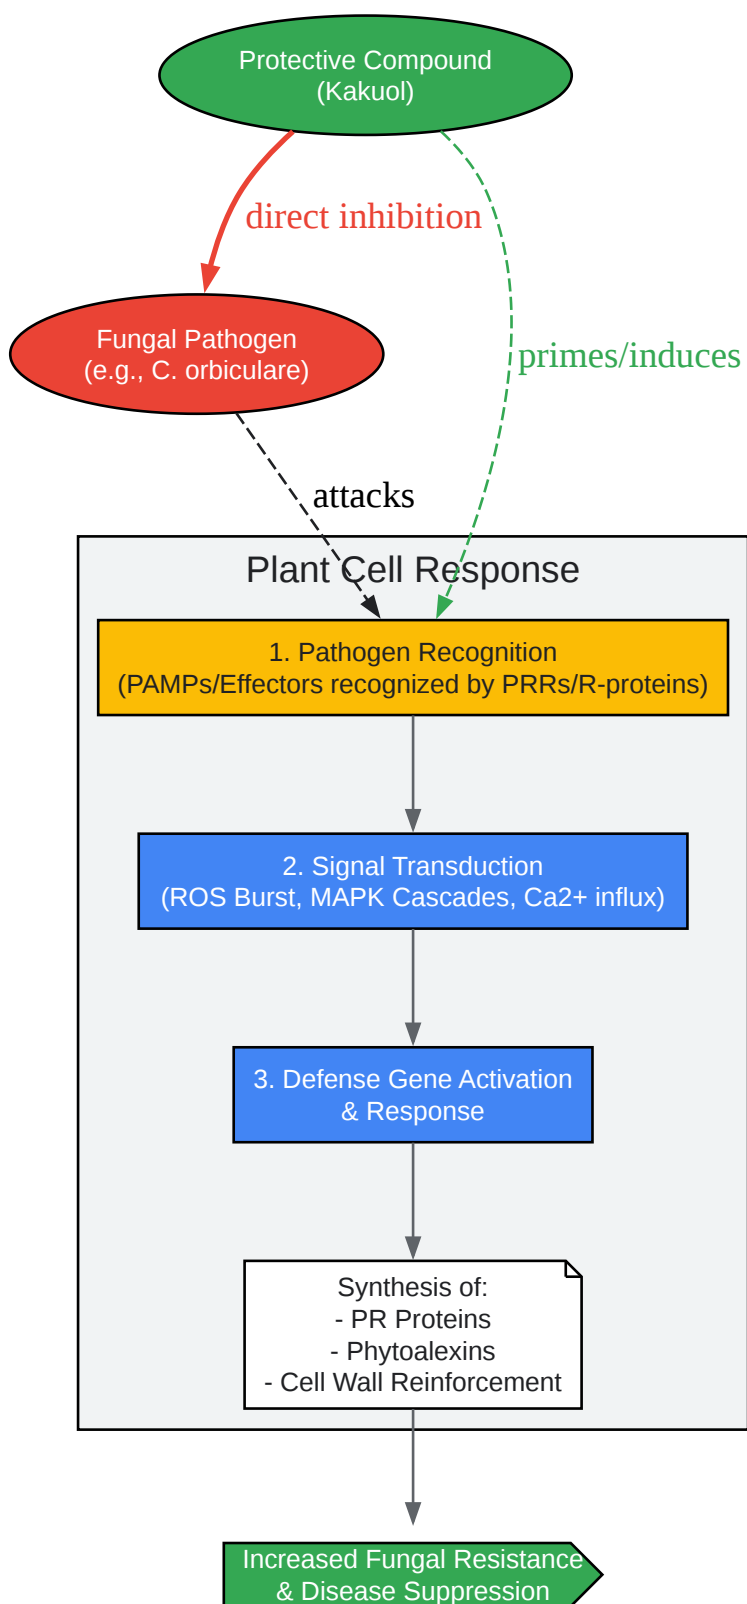 Protective Compound
(Kakuol)
direct inhibition
Fungal Pathogen
(e.g., C. orbiculare)
primes/induces
attacks
Plant Cell Response
1. Pathogen Recognition
(PAMPs/Effectors recognized by PRRs/R-proteins)
2. Signal Transduction
(ROS Burst, MAPK Cascades, Ca2+ influx)
3. Defense Gene Activation
& Response
Synthesis of:
- PR Proteins
- Phytoalexins
- Cell Wall Reinforcement
Increased Fungal Resistance
& Disease Suppression